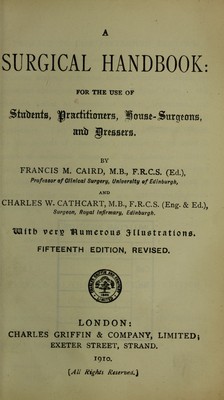 A
SURGICAL HANDBOOK:
FOR THE USE OF
Students, Practitioners, House-Surgeons,
and Dressers.
BY
FRANCIS M. CAIRD, M.B., F.R.C.S. (Ed.),
Professor of Clinical Surgery, University of Edinburgh,
AND
CHARLES W. CATHCART, M.B., F.R.C.S. (Eng. & Ed.),
Surgeon, Royal Infirmary, Edinburgh.
With very Numerous Illustrations.
FIFTEENTH EDITION, REVISED.
LONDON:
CHARLES GRIFFIN & COMPANY, LIMITED;
EXETER STREET, STRAND.
1910.
[All Rights Reserved.]